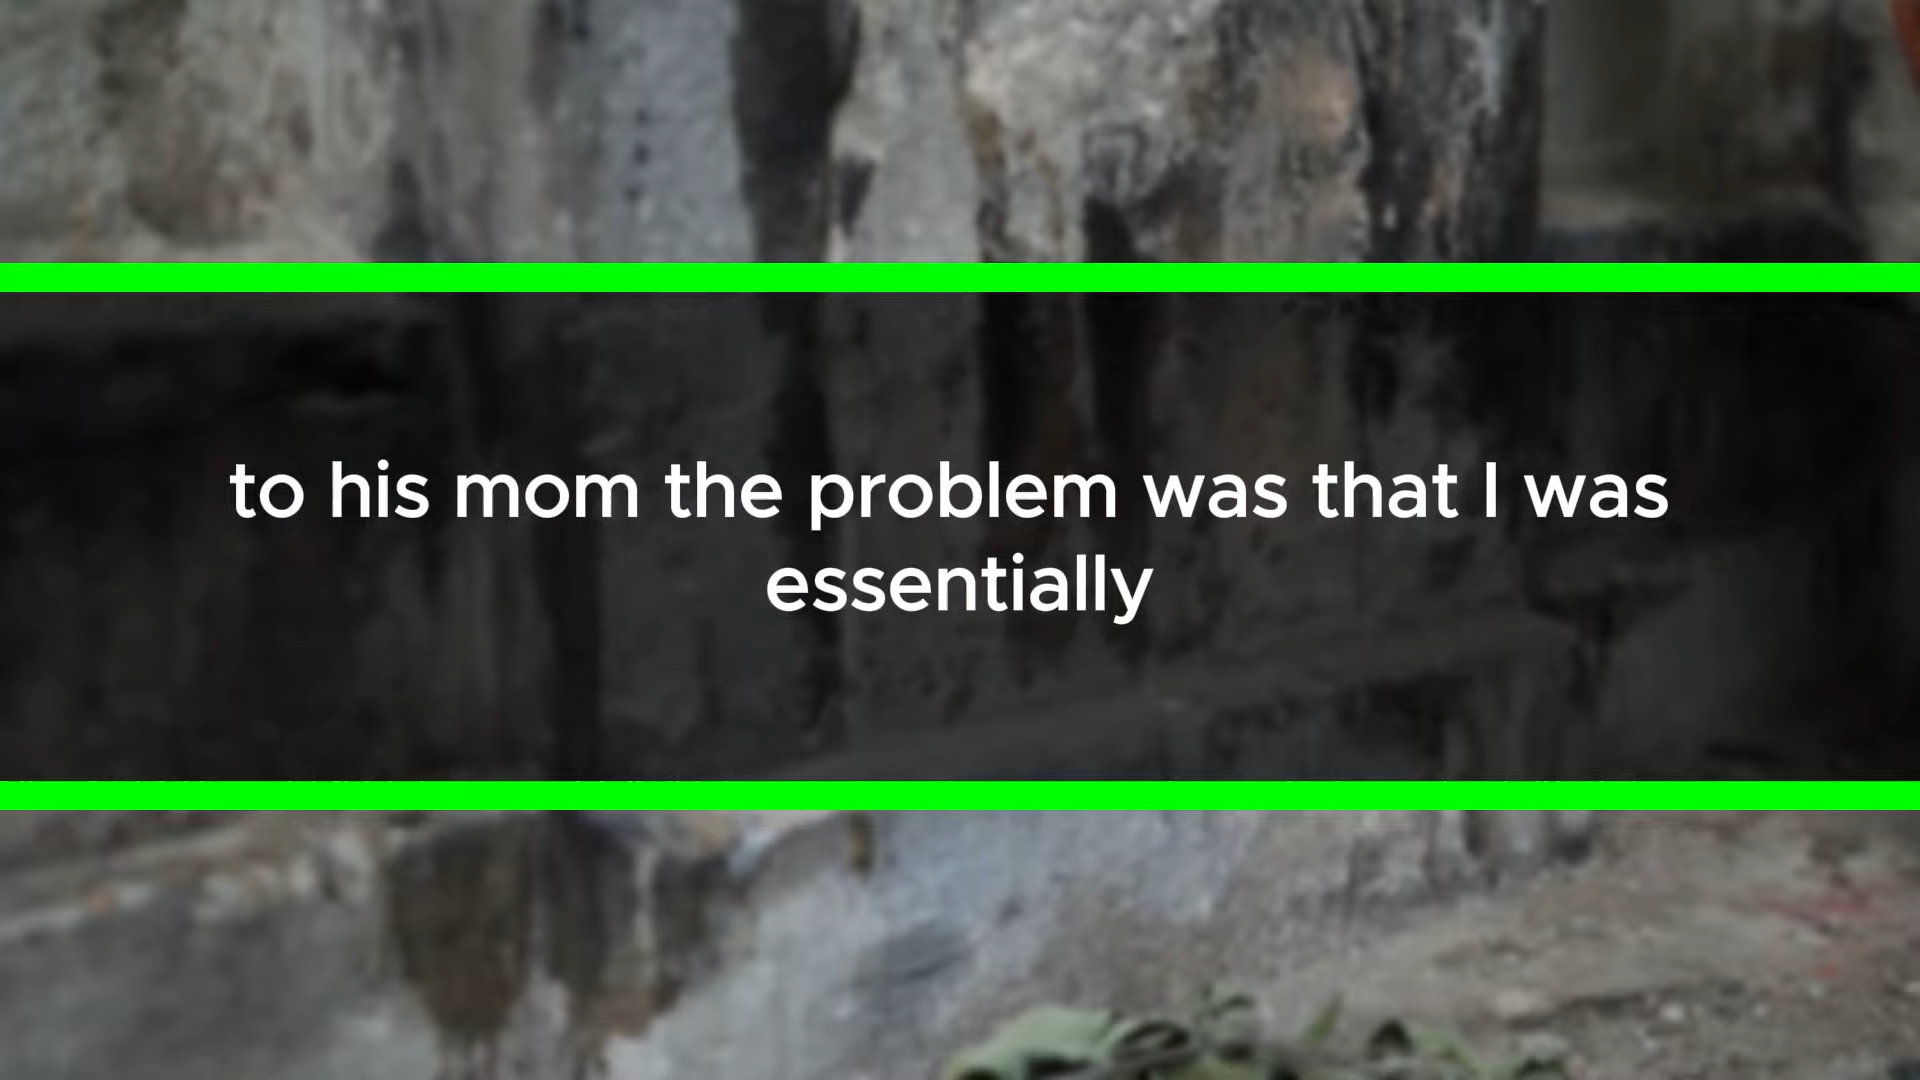 to his mom the problem was that I was
essentially